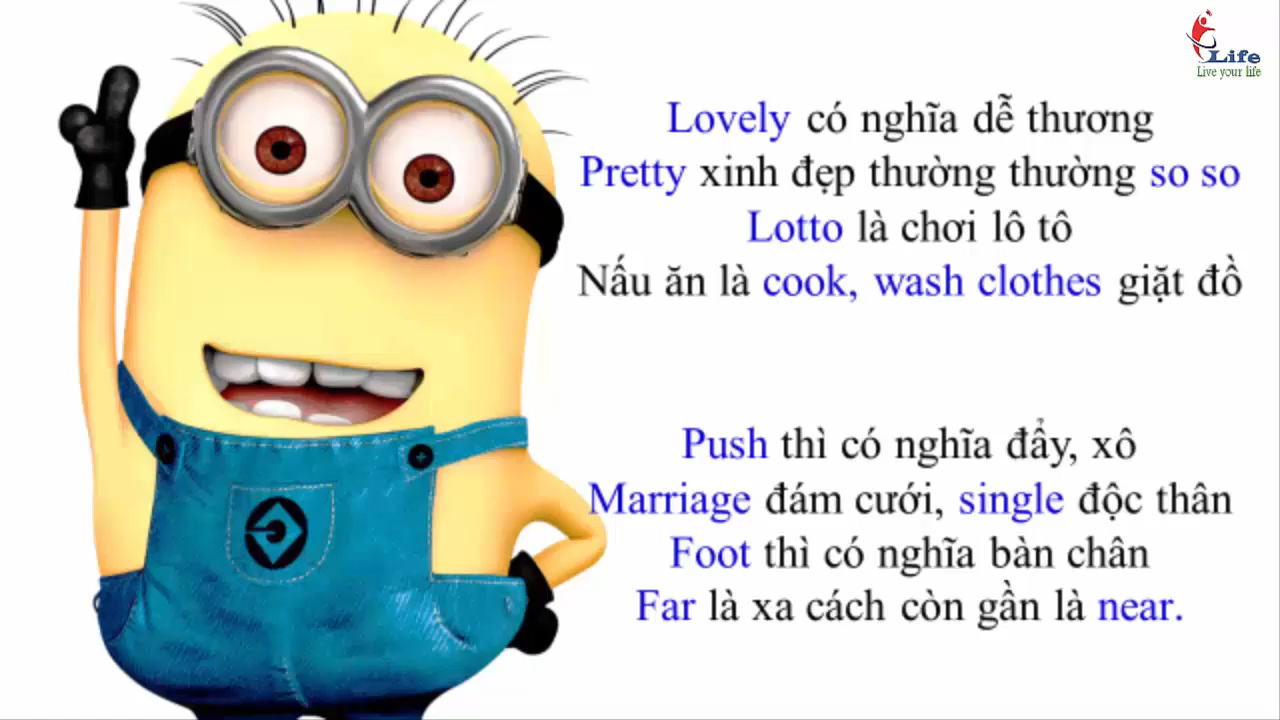 Life
Live your life
Lovely có nghĩa dễ thương
Pretty xinh đẹp thường thường so so
Lotto là chơi lô tô
Nấu ăn là cook, wash clothes giặt đồ
Push thì có nghĩa đẩy, xô
Marriage đám cưới, single độc thân
Foot thì có nghĩa bàn chân
Far là xa cách còn gần là near.